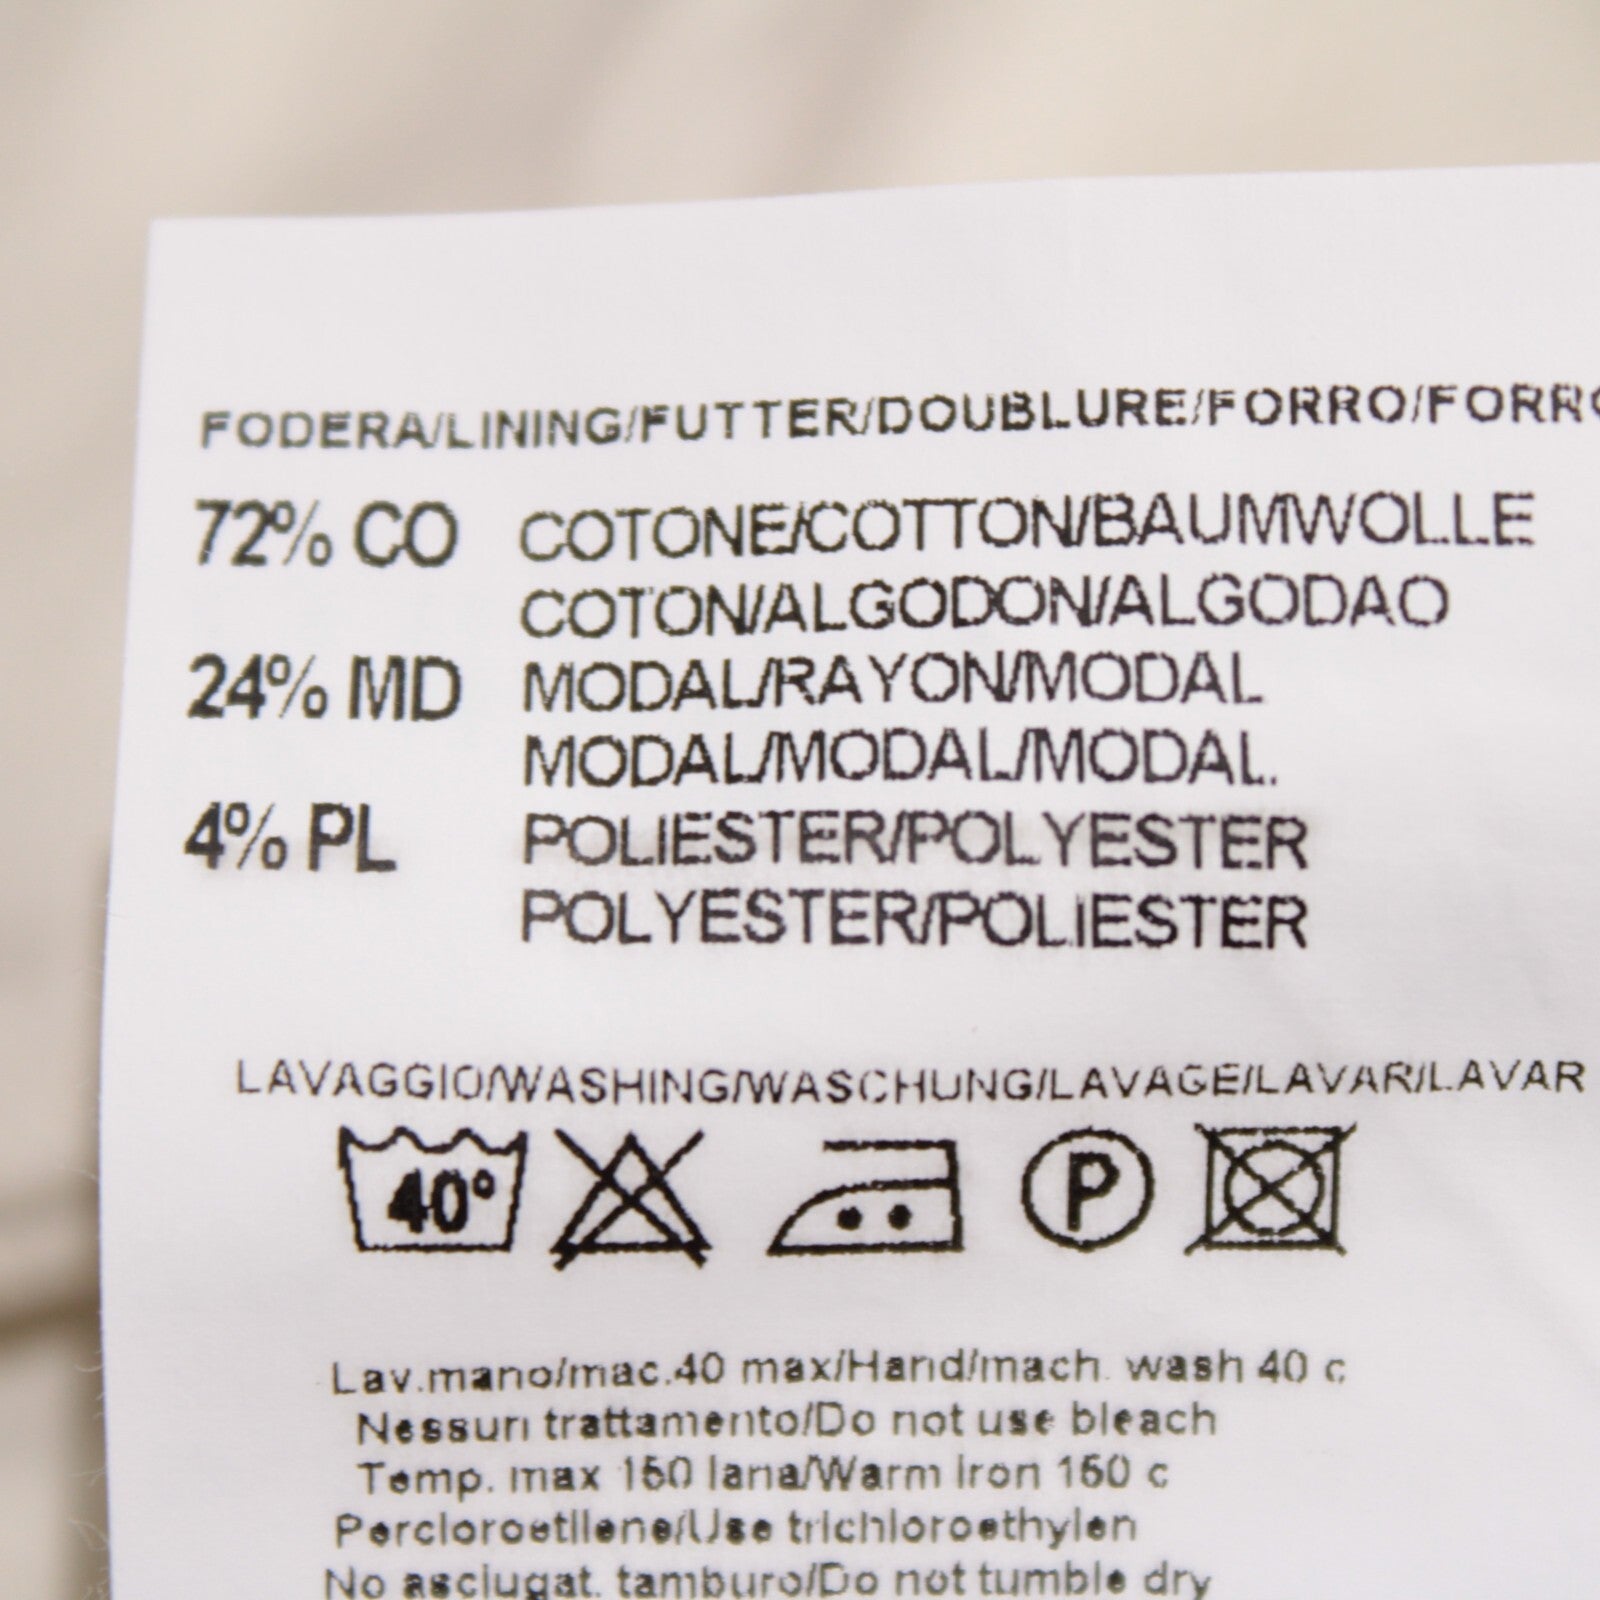 FODERA/LINING/FUTTER/DOUBLURE/FORRO/FORRO
72% CO COTONE/COTTON/BAUMWOLLE
COTON/ALGODON/ALGODAO
24% MD MODAL/RAYON/MODAL
MODAL/MODAL/MODAL.
4% PL POLIESTER/POLYESTER
POLYESTER/POLIESTER
LAVAGGIO/WASHING/WASCHUNG/LAVAGE/LAVAR/LAVAR
40° P
Lav.mano/mac.40 max/Hand/mach. wash 40 c
Nessun trattamento/Do not use bleach
Temp. max 150 lana/Warm Iron 150 c
Percloroetilene/Use trichloroethylen
No asciugat. tamburo/Do not tumble dry